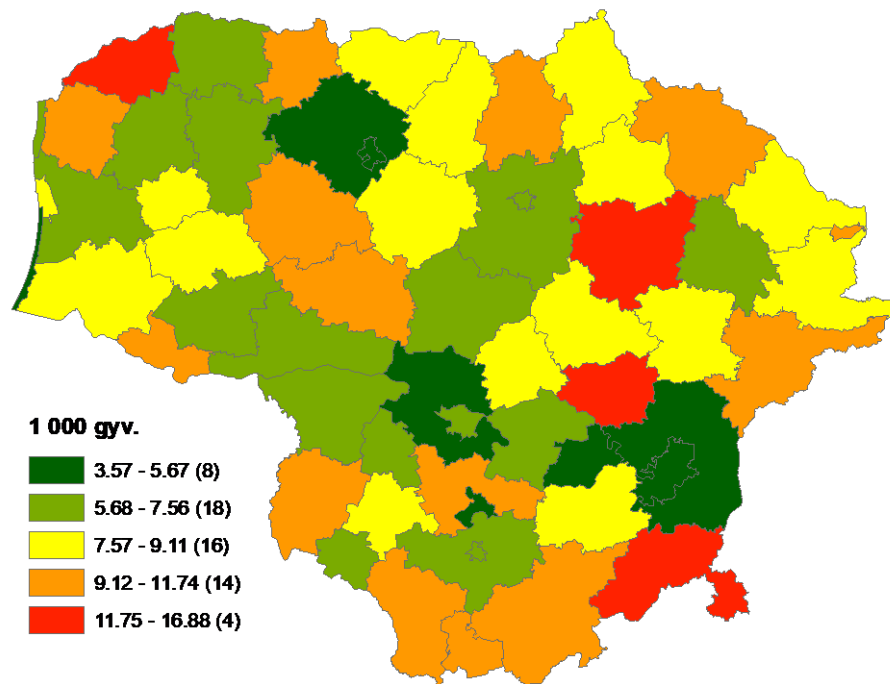 1 000 gyv.
3.57 - 5.67 (8)
5.68 - 7.56 (18)
7.57 - 9.11 (16)
9.12 - 11.74 (14)
11.75 - 16.88 (4)